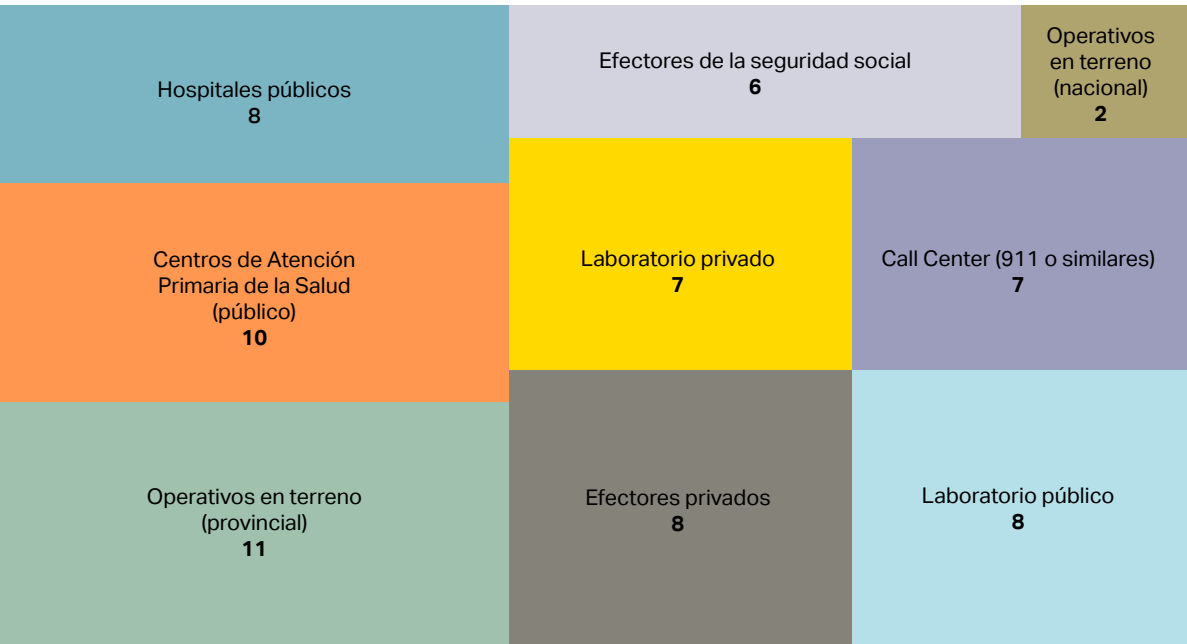 Hospitales públicos
8
Efectores de la seguridad social
6
Operativos
en terreno
(nacional)
2
Centros de Atención
Primaria de la Salud
(público)
10
Laboratorio privado
7
Call Center (911 o similares)
7
Operativos en terreno
(provincial)
11
Efectores privados
8
Laboratorio público
8